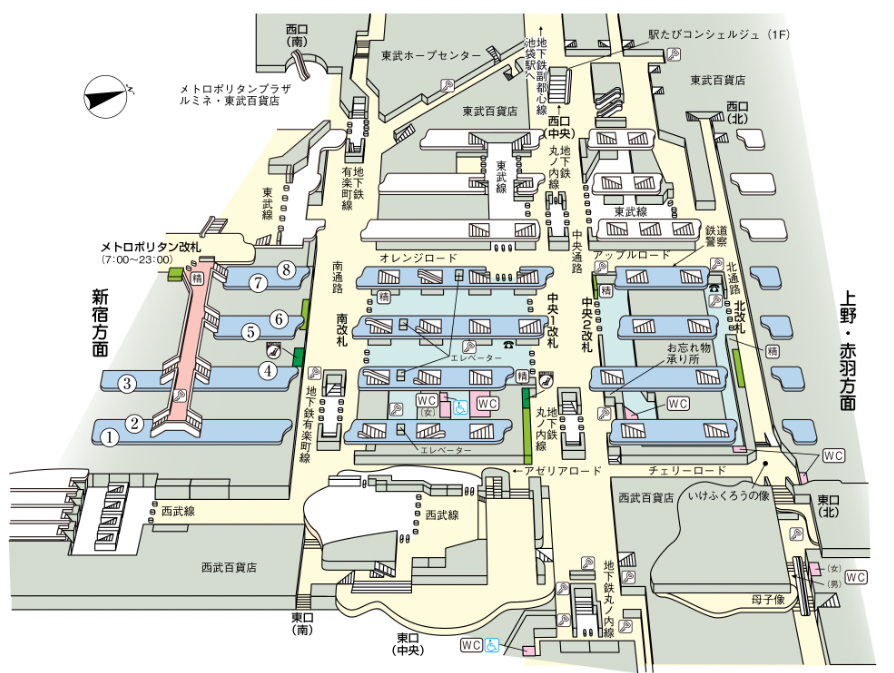 西口
(南)
東武ホープセンター
地下鉄副都心線
池袋駅へ
駅たびコンシェルジュ（1F）
メトロポリタンプラザ
ルミネ・東武百貨店
東武百貨店
東武百貨店
西口
(中央)
西口
(北)
N
地下鉄
有楽町線
東武線
東武線
地下鉄
丸ノ内線
東武線
中央通路
鉄道
警察
メトロポリタン改札
(7:00〜23:00)
オレンジロード
アップルロード
南通路
北通路
精
⑧
⑦
⑥
⑤
④
③
②
①
新宿方面
上野・赤羽方面
南改札
精
中央1改札
中央2改札
精
北改札
精
エレベーター
お忘れ物
承り所
精
WC
(女)
WC
WC
エレベーター
地下鉄有楽町線
地下鉄
丸ノ内線
WC
←アゼリアロード
チェリーロード
西武線
西武線
西武百貨店
いけふくろうの像
東口
(北)
西武百貨店
地下鉄丸ノ内線
(女)
(男)
WC
母子像
東口
(南)
東口
(中央)
WC